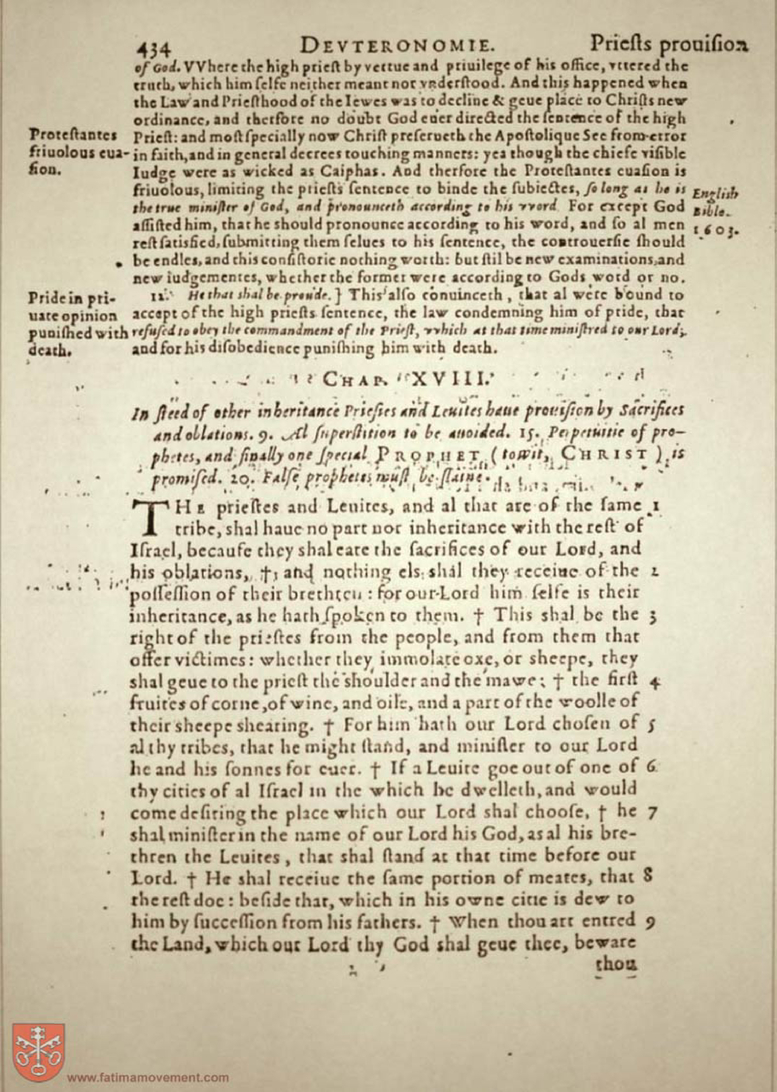 434 DEVTERONOMIE. Priests prouision
of God. VVhere the high priest by vertue and priuilege of his office, vttered the
truth, which him selfe neither meant nor vnderstood. And this happened when
the Law and Priesthood of the Iewes was to decline & geue place to Christs new
ordinance, and therfore no doubt God euer directed the sentence of the high
Protestantes
friuolous eua-
sion.
Priest: and most specially now Christ preserueth the Apostolique See from error
in faith, and in general decrees touching manners: yea though the chiefe visible
Iudge were as wicked as Caiphas. And therfore the Protestantes euasion is
friuolous, limiting the priests sentence to binde the subiectes, so long as he is
the true minister of God, and pronounceth according to his vvord. For except God
English
Bible.
1603.
assisted him, that he should pronounce according to his word, and so al men
rest satisfied, submitting them selues to his sentence, the controuersie should
be endles, and this consistorie nothing worth: but stil be new examinations, and
new iudgementes, whether the former were according to Gods word or no.
Pride in pri-
uate opinion
punished with
death.
12. He that shal be proude.] This also conuinceth, that al were bound to
accept of the high priests sentence, the law condemning him of pride, that
refused to obey the commandment of the Priest, vvhich at that time ministred to our Lord;
and for his disobedience punishing him with death.
CHAP. XVIII.
In steed of other inheritance Priestes and Leuites haue prouision by Sacrifices
and oblations. 9. Al superstition to be auoided. 15. Perpetuitie of pro-
phetes, and finally one special PROPHET (towit, CHRIST) is
promised. 20. False prophetes must be slaine.
THE priestes and Leuites, and al that are of the same 1
tribe, shal haue no part nor inheritance with the rest of
Israel, because they shal eate the sacrifices of our Lord, and
his oblations, † and nothing els shal they receiue of the 2
possession of their brethren: for our Lord him selfe is their
inheritance, as he hath spoken to them. † This shal be the 3
right of the priestes from the people, and from them that
offer victimes: whether they immolate oxe, or sheepe, they
shal geue to the priest the shoulder and the mawe: † the first 4
fruites of corne, of wine, and oile, and a part of the woolle of
their sheepe shearing. † For him hath our Lord chosen of 5
al thy tribes, that he might stand, and minister to our Lord
he and his sonnes for euer. † If a Leuite goe out of one of 6
thy cities of al Israel in the which he dwelleth, and would
come desiring the place which our Lord shal choose, † he 7
shal minister in the name of our Lord his God, as al his bre-
thren the Leuites, that shal stand at that time before our
Lord. † He shal receiue the same portion of meates, that 8
the rest doe: beside that, which in his owne citie is dew to
him by succession from his fathers. † When thou art entred 9
the Land, which our Lord thy God shal geue thee, beware
thou
www.fatimamovement.com